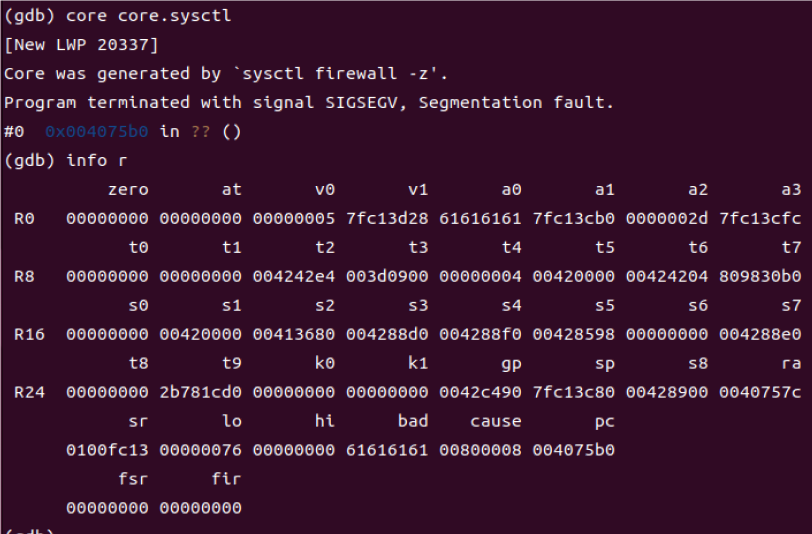 (gdb) core core.sysctl
[New LWP 20337]
Core was generated by `sysctl firewall -z'.
Program terminated with signal SIGSEGV, Segmentation fault.
#0 0x004075b0 in ?? ()
(gdb) info r
zero at v0 v1 a0 a1 a2 a3
R0 00000000 00000000 00000005 7fc13d28 61616161 7fc13cb0 0000002d 7fc13cfc
t0 t1 t2 t3 t4 t5 t6 t7
R8 00000000 00000000 004242e4 003d0900 00000004 00420000 00424204 809830b0
s0 s1 s2 s3 s4 s5 s6 s7
R16 00000000 00420000 00413680 004288d0 004288f0 00428598 00000000 004288e0
t8 t9 k0 k1 gp sp s8 ra
R24 00000000 2b781cd0 00000000 00000000 0042c490 7fc13c80 00428900 0040757c
sr lo hi bad cause pc
0100fc13 00000076 00000000 61616161 00800008 004075b0
fsr fir
00000000 00000000
(gdb)